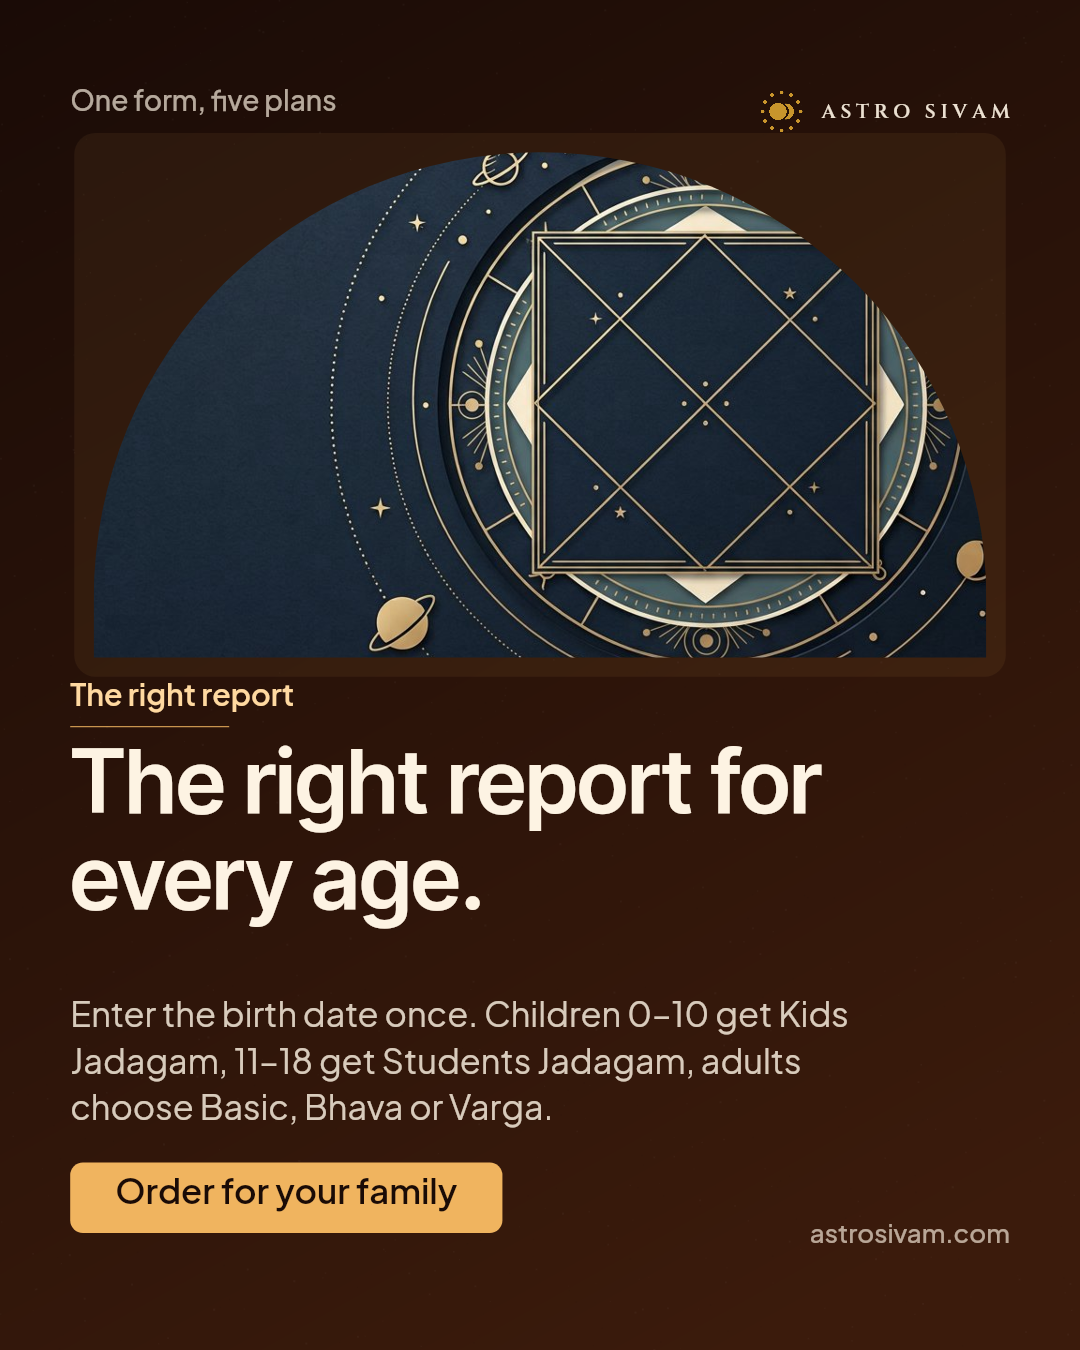 One form, five plans
ASTRO SIVAM
The right report
The right report for
every age.
Enter the birth date once. Children 0–10 get Kids
Jadagam, 11–18 get Students Jadagam, adults
choose Basic, Bhava or Varga.
Order for your family
astrosivam.com